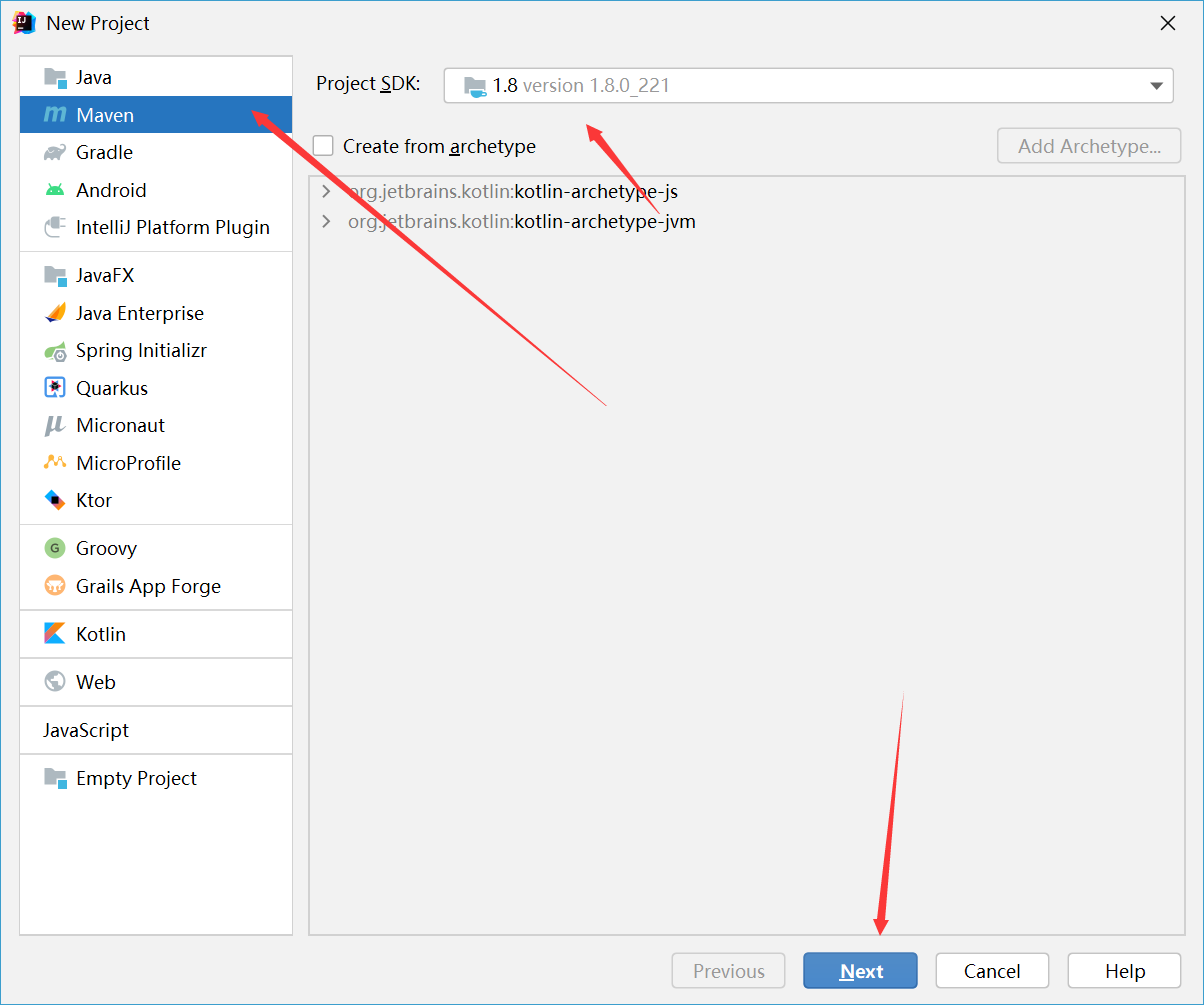 New Project
Java
Maven
Gradle
Android
IntelliJ Platform Plugin
JavaFX
Java Enterprise
Spring Initializr
Quarkus
Micronaut
MicroProfile
Ktor
Groovy
Grails App Forge
Kotlin
Web
JavaScript
Empty Project
Project SDK: 1.8 version 1.8.0_221
Create from archetype Add Archetype...
org.jetbrains.kotlin:kotlin-archetype-js
org.jetbrains.kotlin:kotlin-archetype-jvm
Previous Next Cancel Help